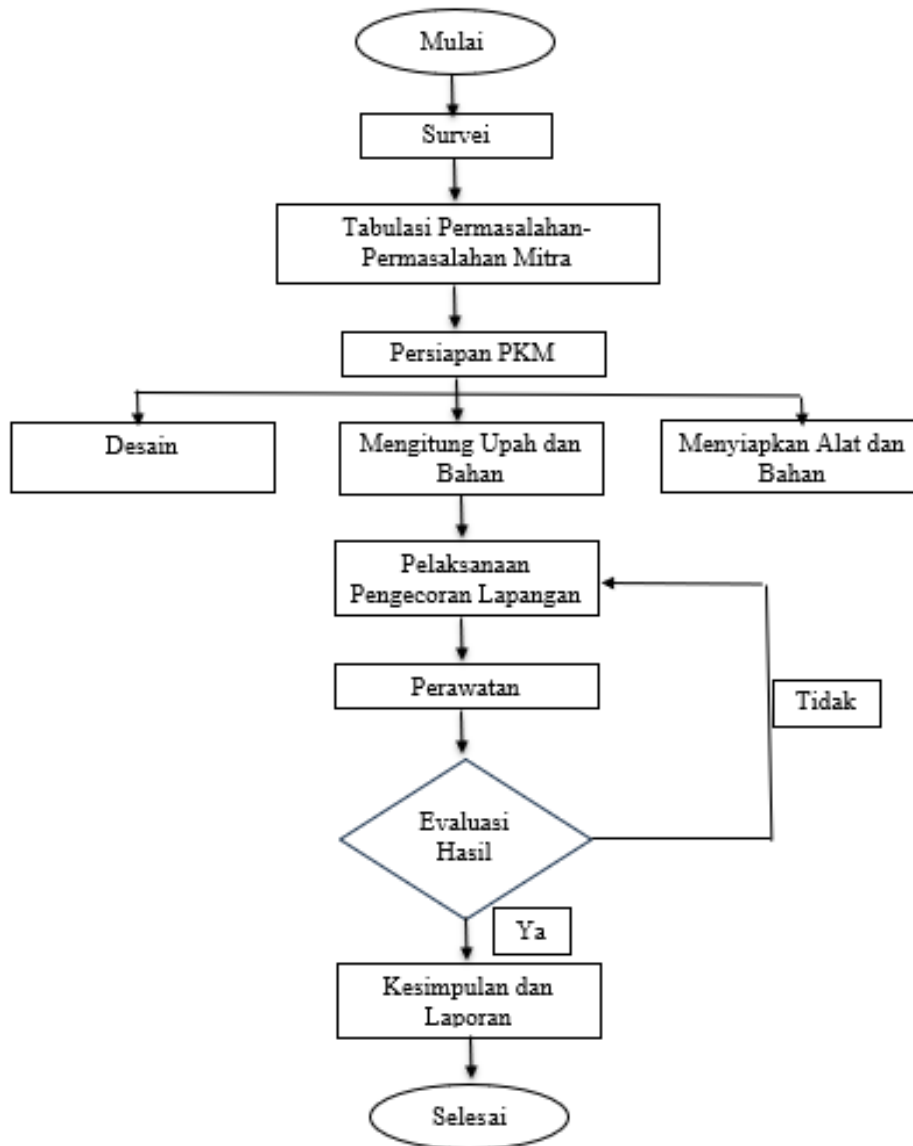 Mulai
Survei
Tabulasi Permasalahan-
Permasalahan Mitra
Persiapan PKM
Desain
Mengitung Upah dan
Bahan
Menyiapkan Alat dan
Bahan
Pelaksanaan
Pengecoran Lapangan
Perawatan
Tidak
Evaluasi
Hasil
Ya
Kesimpulan dan
Laporan
Selesai